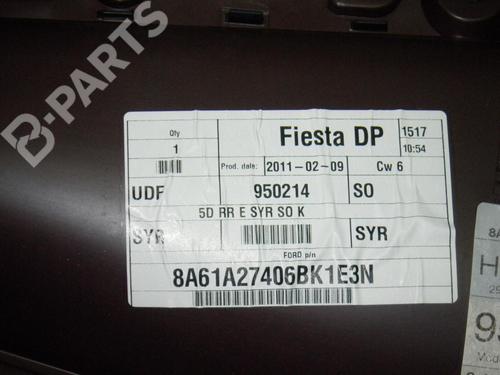 B-PARTS
Qty
1
Fiesta DP
1517
10:54
Prod. date: 2011-02-09
Cw 6
UDF
950214
SO
5D RR E SYR SO K
SYR
SYR
FORD p/n
8A61A27406BK1E3N
8A
H